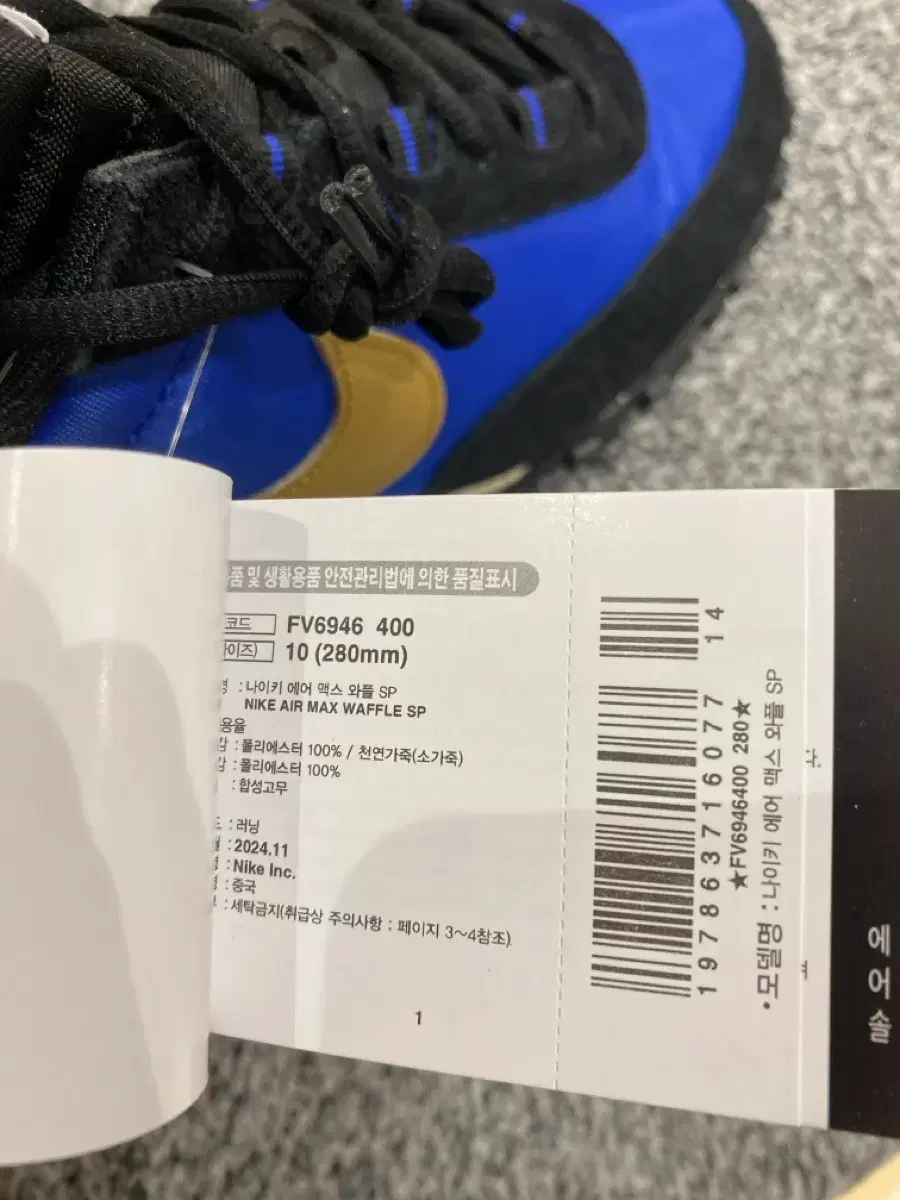 품 및 생활용품 안전관리법에 의한 품질표시
코드 FV6946 400
이즈) 10 (280mm)
명 : 나이키 에어 맥스 와플 SP
NIKE AIR MAX WAFFLE SP
용율
감 : 폴리에스터 100% / 천연가죽(소가죽)
감 : 폴리에스터 100%
: 합성고무
: 러닝
: 2024.11
: Nike Inc.
: 중국
: 세탁금지(취급상 주의사항 : 페이지 3~4참조)
1
14
197863716077
★FV6946400 280★
•모델명 : 나이키 에어 맥스 와플 SP
다.
에
어
솔